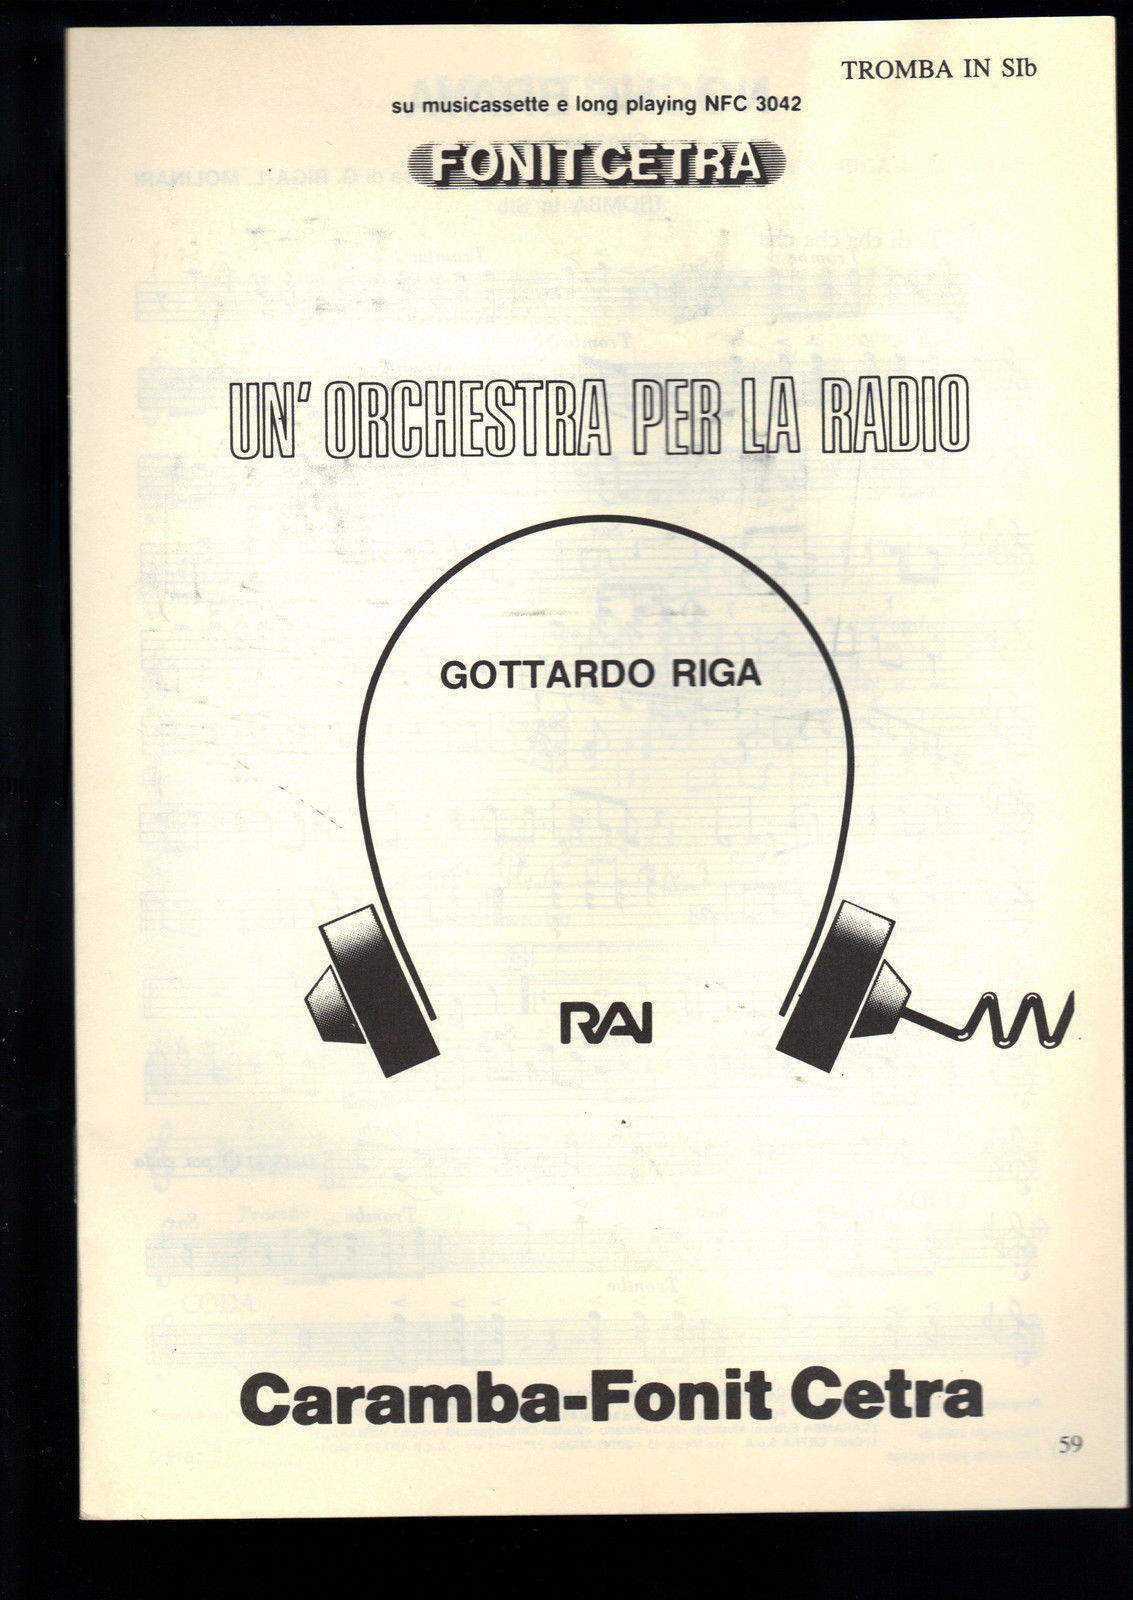 TROMBA IN SIb
su musicassette e long playing NFC 3042
FONIT CETRA
UN' ORCHESTRA PER LA RADIO
GOTTARDO RIGA
RAI
Caramba-Fonit Cetra
59